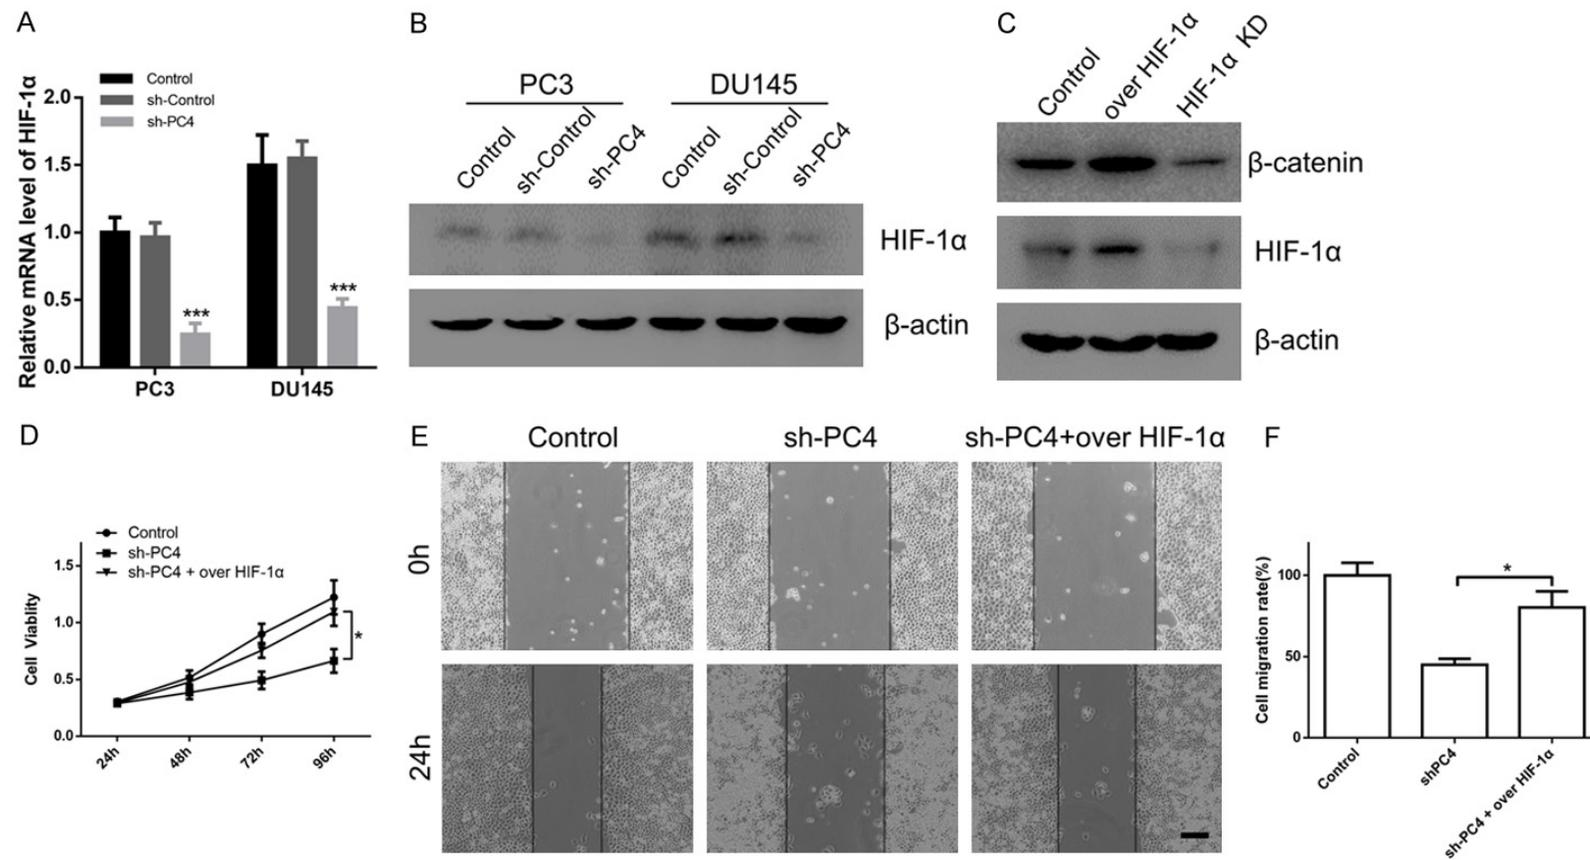 A
Relative mRNA level of HIF-1α
Control
sh-Control
sh-PC4
2.0
1.5
1.0
0.5
0.0
***
***
PC3
DU145
B
PC3
DU145
Control
sh-Control
sh-PC4
Control
sh-Control
sh-PC4
HIF-1α
β-actin
C
Control
over HIF-1α
HIF-1α KD
β-catenin
HIF-1α
β-actin
D
Control
sh-PC4
sh-PC4 + over HIF-1α
Cell Viablity
1.5
1.0
0.5
0.0
*
24h
48h
72h
96h
E
Control
sh-PC4
sh-PC4+over HIF-1α
0h
24h
F
Cell migration rate(%)
100
50
0
*
Control
shPC4
sh-PC4 + over HIF-1α